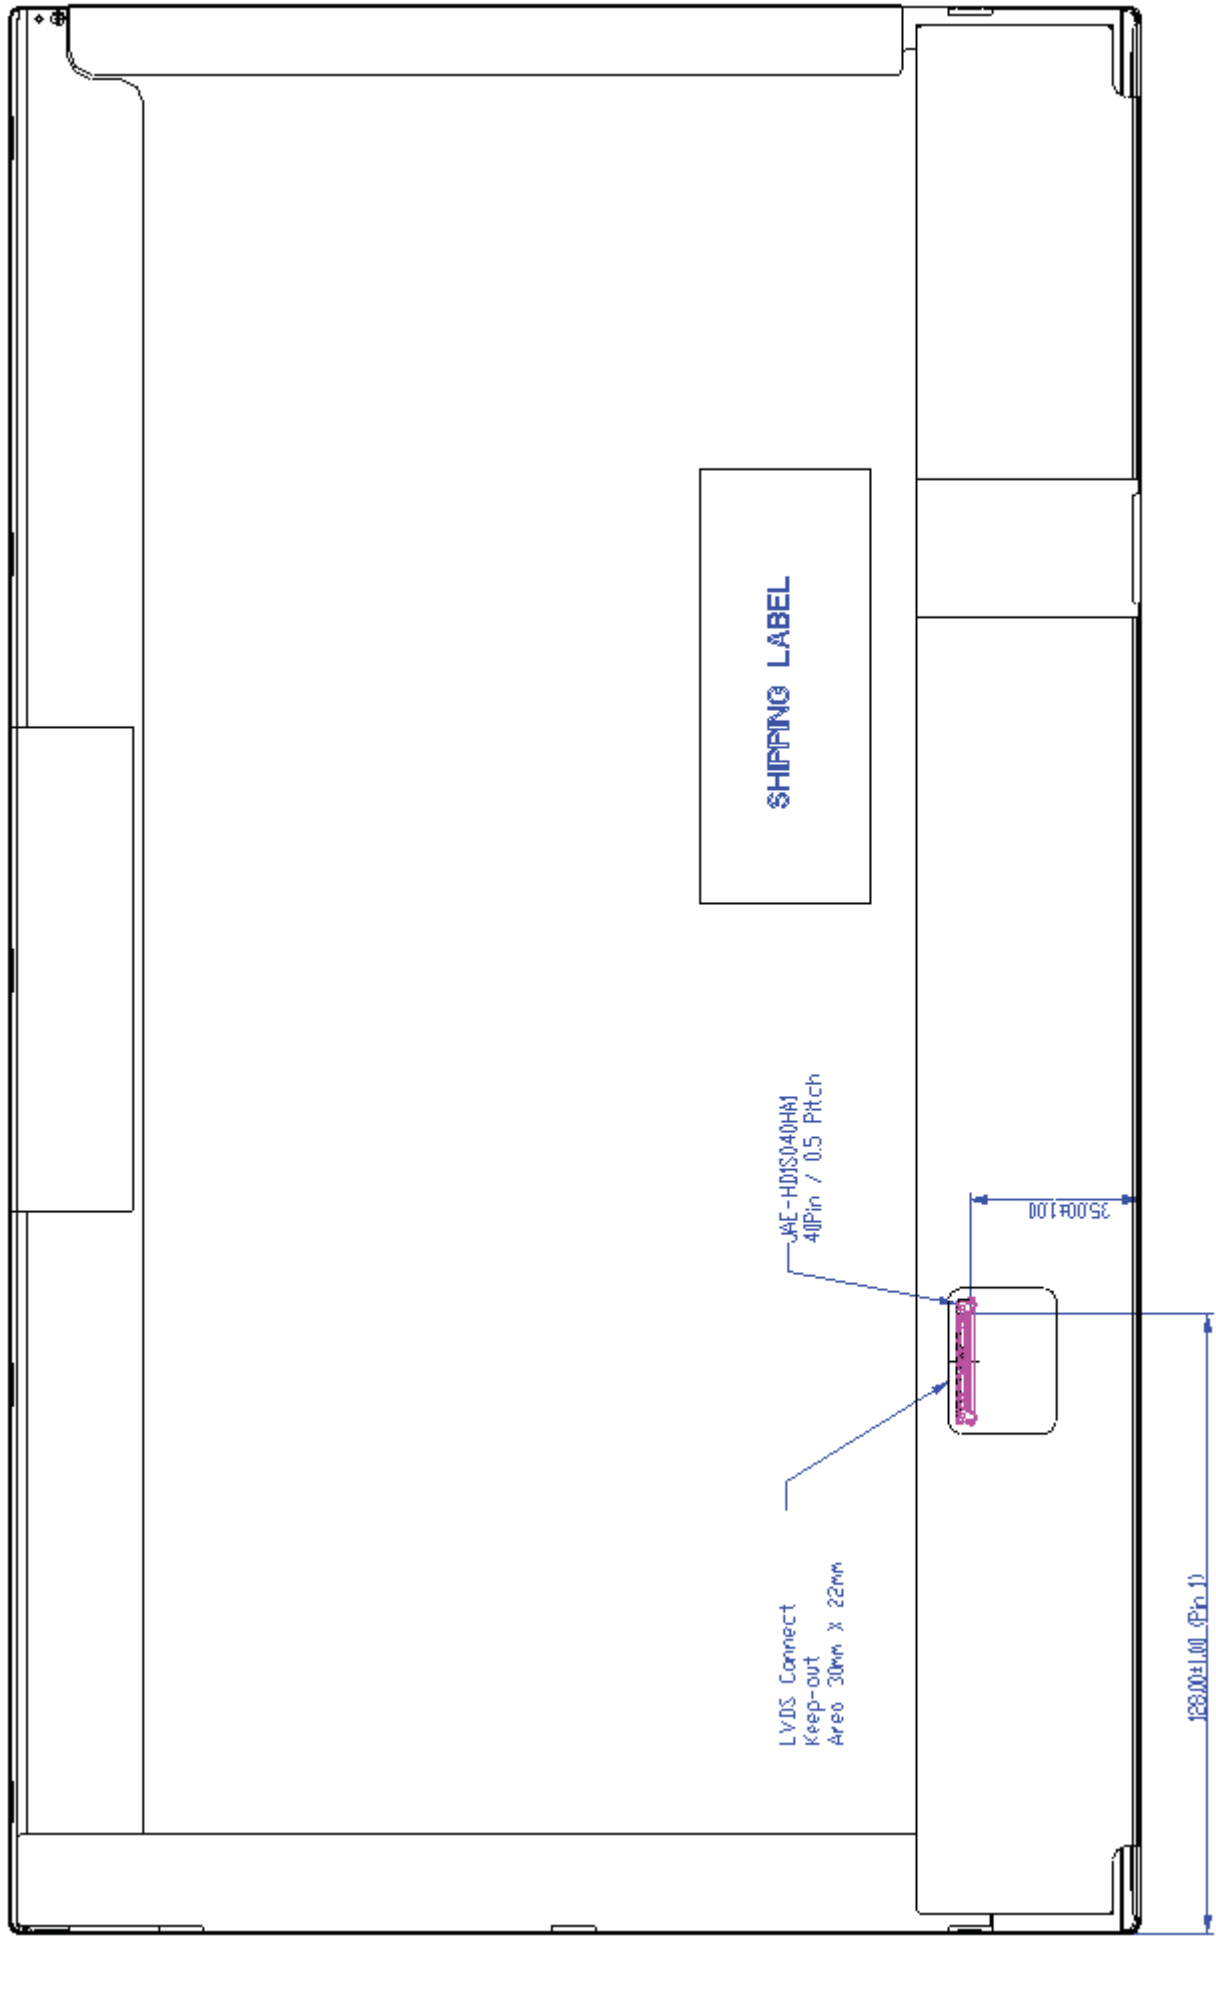 SHIPPING LABEL
JAE-HD1S040HA1
40Pin / 0.5 Pitch
35.00±1.00
LVDS Connect
Keep-out
Area 30mm X 22mm
128.00±1.00 (Pin 1)